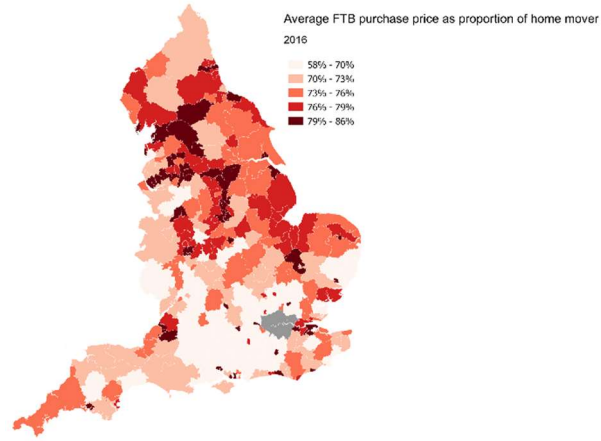 Average FTB purchase price as proportion of home mover
2016
58% - 70%
70% - 73%
73% - 76%
76% - 79%
79% - 86%